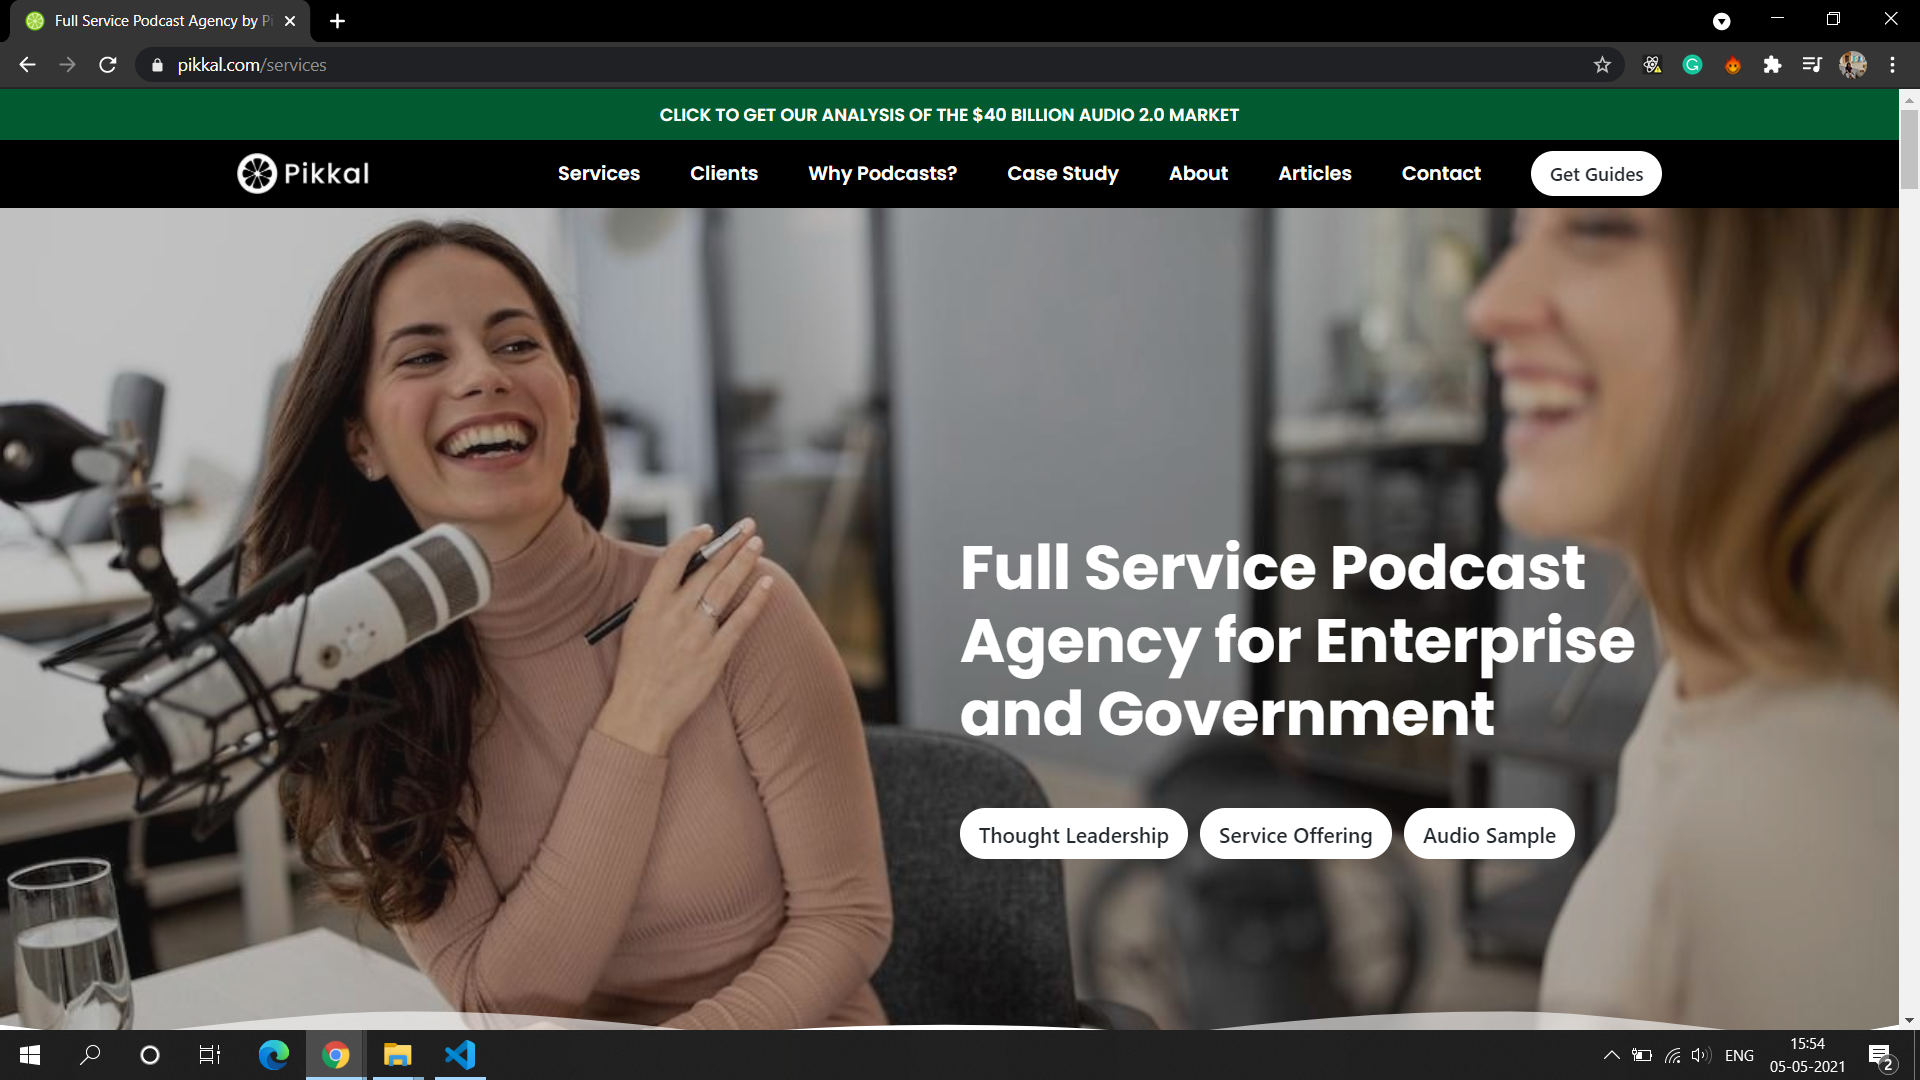 Full Service Podcast Agency by Pi
pikkal.com/services
CLICK TO GET OUR ANALYSIS OF THE $40 BILLION AUDIO 2.0 MARKET
Pikkal
Services
Clients
Why Podcasts?
Case Study
About
Articles
Contact
Get Guides
Full Service Podcast
Agency for Enterprise
and Government
Thought Leadership
Service Offering
Audio Sample
ENG
15:54
05-05-2021
2